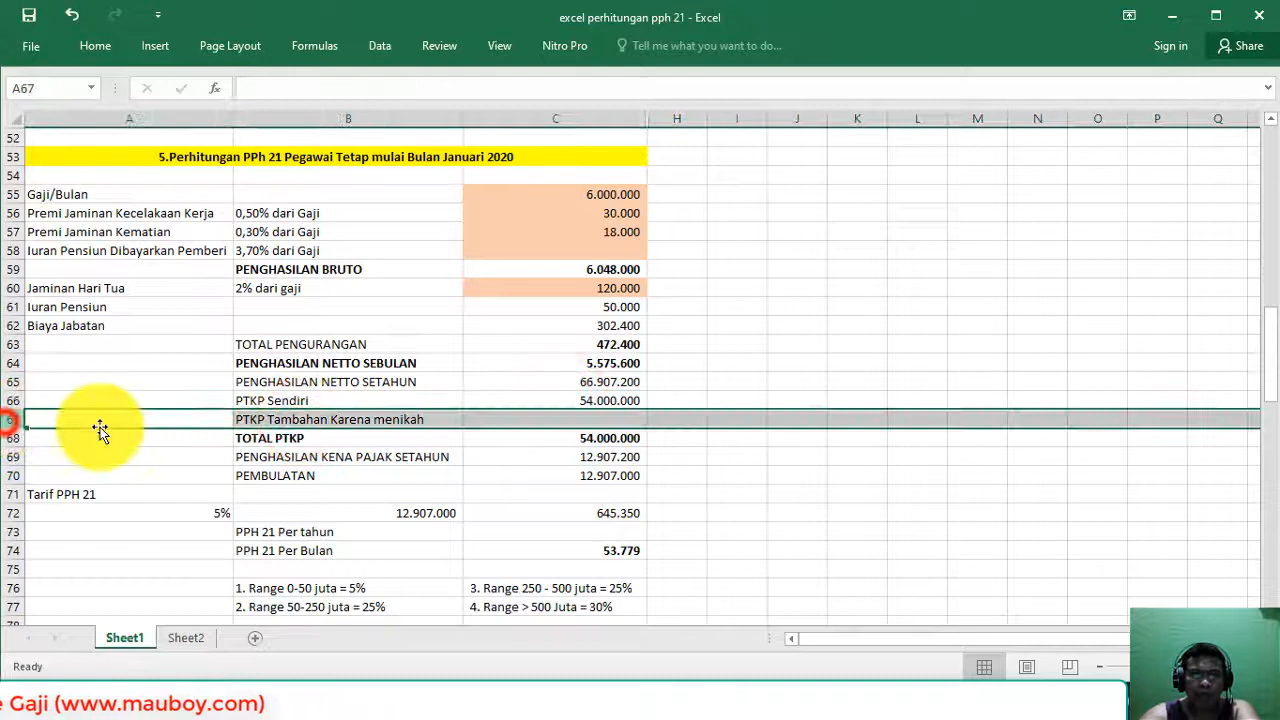 excel perhitungan pph 21 - Excel
File Home Insert Page Layout Formulas Data Review View Nitro Pro Tell me what you want to do... Sign in Share
A67 fx
A B C H I J K L M N O P Q
52
53 5.Perhitungan PPh 21 Pegawai Tetap mulai Bulan Januari 2020
54
55 Gaji/Bulan 6.000.000
56 Premi Jaminan Kecelakaan Kerja 0,50% dari Gaji 30.000
57 Premi Jaminan Kematian 0,30% dari Gaji 18.000
58 Iuran Pensiun Dibayarkan Pemberi 3,70% dari Gaji
59 PENGHASILAN BRUTO 6.048.000
60 Jaminan Hari Tua 2% dari gaji 120.000
61 Iuran Pensiun 50.000
62 Biaya Jabatan 302.400
63 TOTAL PENGURANGAN 472.400
64 PENGHASILAN NETTO SEBULAN 5.575.600
65 PENGHASILAN NETTO SETAHUN 66.907.200
66 PTKP Sendiri 54.000.000
PTKP Tambahan Karena menikah
68 TOTAL PTKP 54.000.000
69 PENGHASILAN KENA PAJAK SETAHUN 12.907.200
70 PEMBULATAN 12.907.000
71 Tarif PPH 21
72 5% 12.907.000 645.350
73 PPH 21 Per tahun
74 PPH 21 Per Bulan 53.779
75
76 1. Range 0-50 juta = 5% 3. Range 250 - 500 juta = 25%
77 2. Range 50-250 juta = 25% 4. Range > 500 Juta = 30%
Sheet1 Sheet2
Ready
e Gaji (www.mauboy.com)